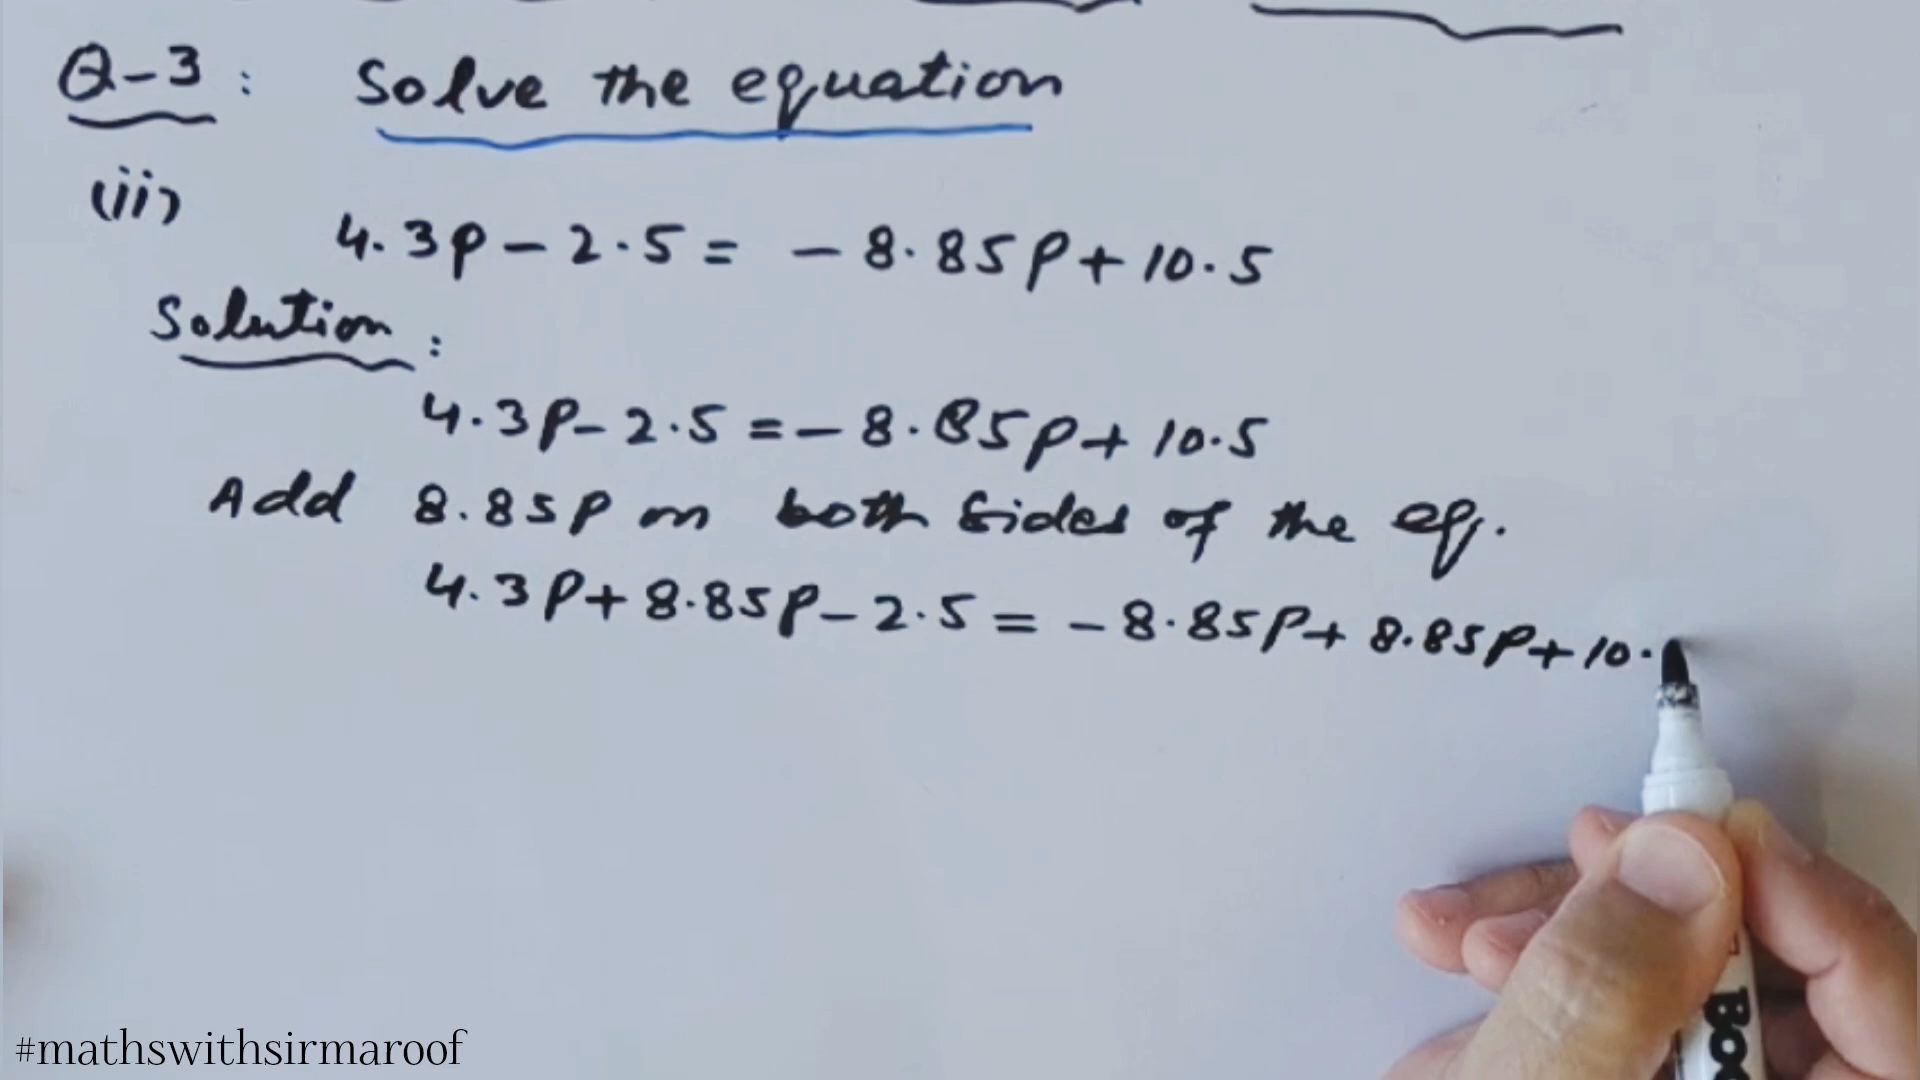 Q-3 : Solve the equation
(ii)
4.3p - 2.5 = - 8.85p + 10.5
Solution :
4.3p - 2.5 = - 8.85p + 10.5
Add 8.85p on both sides of the eq.
4.3p + 8.85p - 2.5 = - 8.85p + 8.85p + 10.
Bo
#mathswithsirmaroof